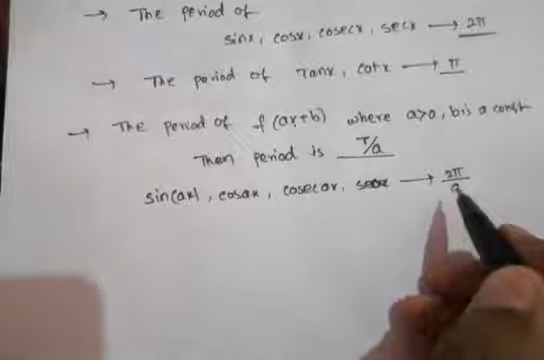 → The period of
sinx, cosx, cosecx, secx → 2π
→ The period of Tanx, cotx → π
→ The period of f(ax+b) where a>0, b is a const
Then period is T/a
sin(ax), cosax, cosecax, → 2π/a